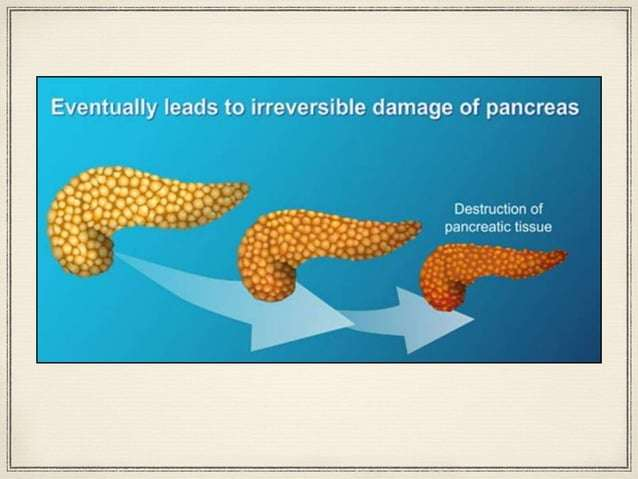 Eventually leads to irreversible damage of pancreas
Destruction of
pancreatic tissue